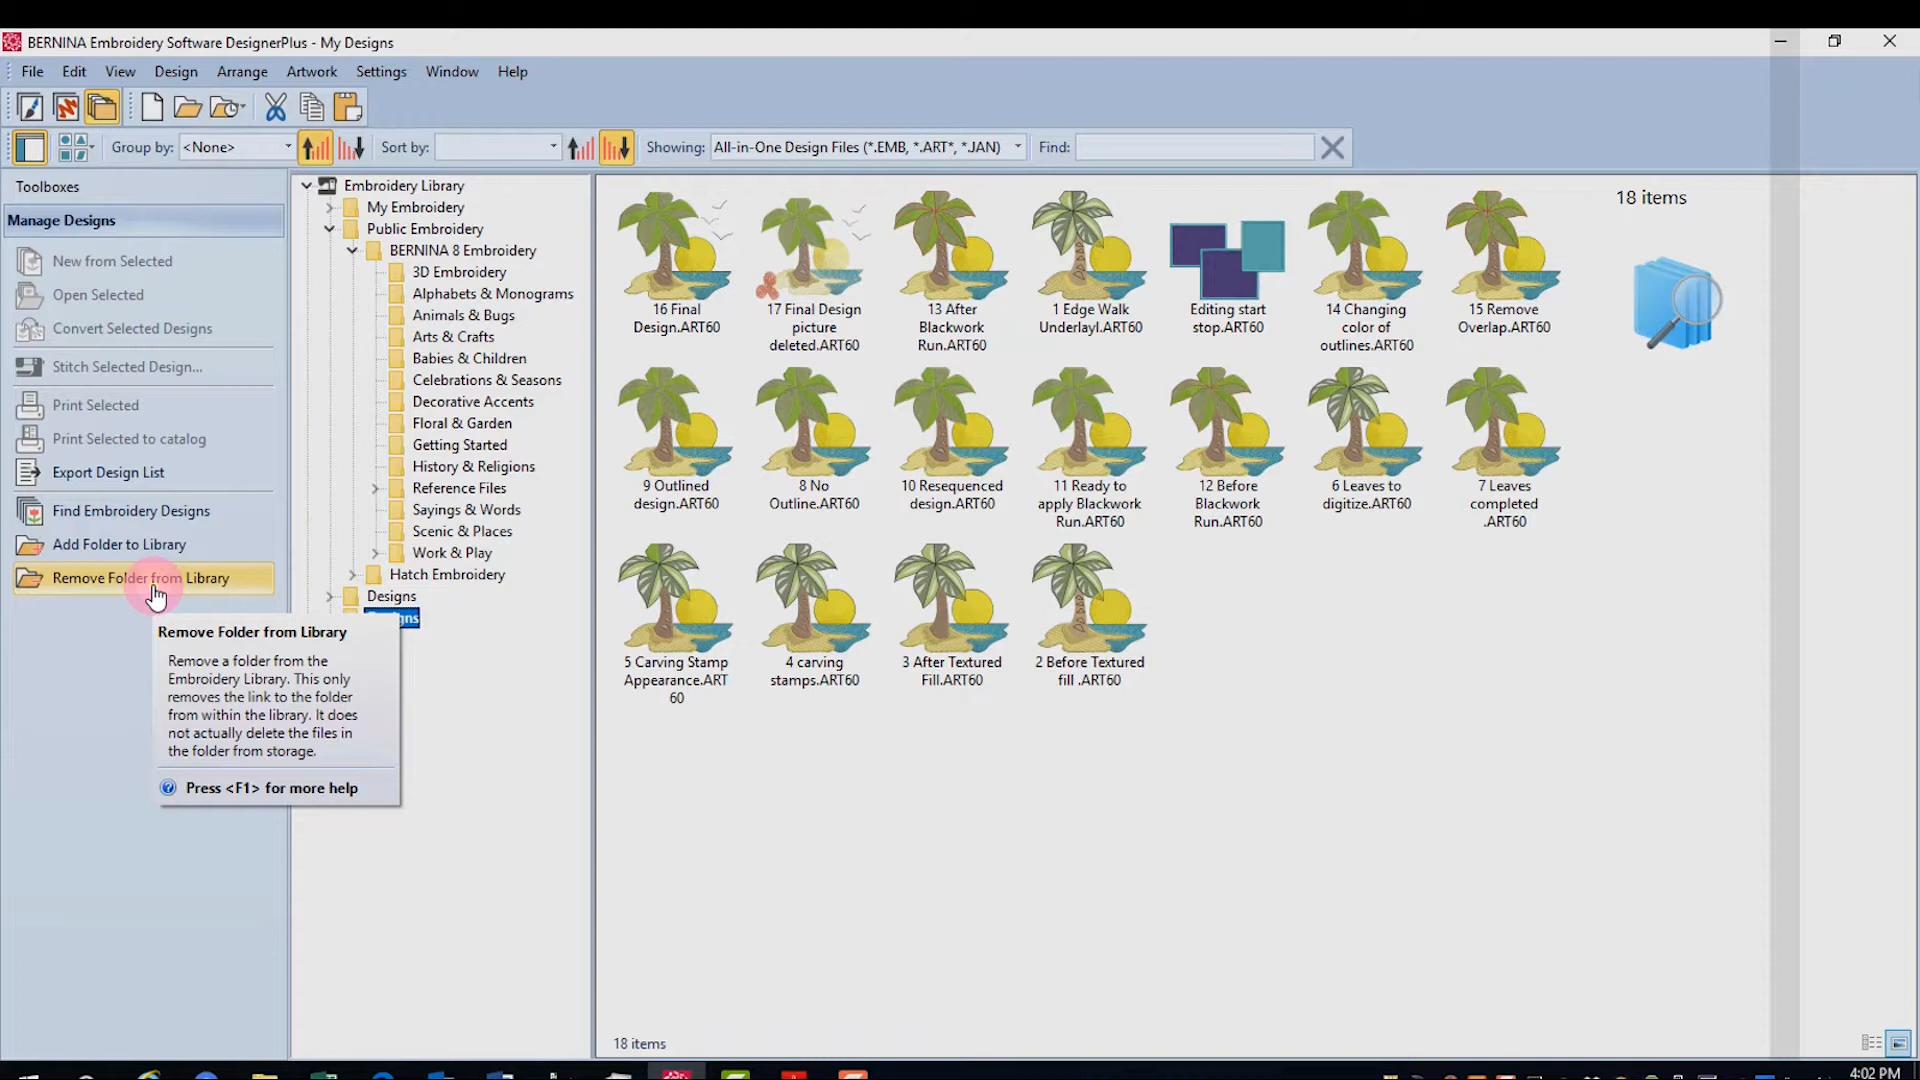 BERNINA Embroidery Software DesignerPlus - My Designs
File Edit View Design Arrange Artwork Settings Window Help
Group by: <None> Sort by: Showing: All-in-One Design Files (*.EMB, *.ART*, *.JAN) Find:
Toolboxes
Manage Designs
New from Selected
Open Selected
Convert Selected Designs
Stitch Selected Design...
Print Selected
Print Selected to catalog
Export Design List
Find Embroidery Designs
Add Folder to Library
Remove Folder from Library
Remove Folder from Library
Remove a folder from the
Embroidery Library. This only
removes the link to the folder
from within the library. It does
not actually delete the files in
the folder from storage.
Press <F1> for more help
Embroidery Library
My Embroidery
Public Embroidery
BERNINA 8 Embroidery
3D Embroidery
Alphabets & Monograms
Animals & Bugs
Arts & Crafts
Babies & Children
Celebrations & Seasons
Decorative Accents
Floral & Garden
Getting Started
History & Religions
Reference Files
Sayings & Words
Scenic & Places
Work & Play
Hatch Embroidery
Designs
18 items
16 Final
Design.ART60
17 Final Design
picture
deleted.ART60
13 After
Blackwork
Run.ART60
1 Edge Walk
Underlayl.ART60
Editing start
stop.ART60
14 Changing
color of
outlines.ART60
15 Remove
Overlap.ART60
9 Outlined
design.ART60
8 No
Outline.ART60
10 Resequenced
design.ART60
11 Ready to
apply Blackwork
Run.ART60
12 Before
Blackwork
Run.ART60
6 Leaves to
digitize.ART60
7 Leaves
completed
.ART60
5 Carving Stamp
Appearance.ART
60
4 carving
stamps.ART60
3 After Textured
Fill.ART60
2 Before Textured
fill .ART60
18 items
4:02 PM